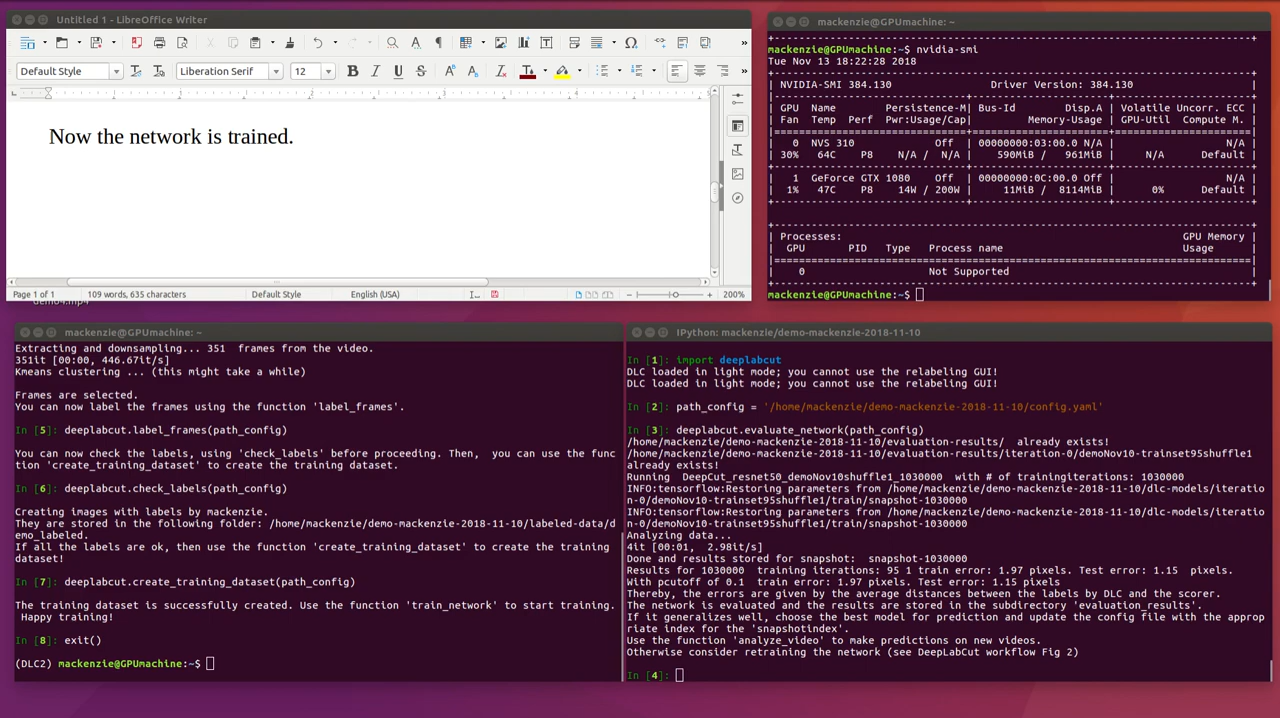 Untitled 1 - LibreOffice Writer
Default Style
Liberation Serif
12
Now the network is trained.
Page 1 of 1
109 words, 635 characters
Default Style
English (USA)
200%
demo4.mp4
mackenzie@GPUmachine: ~
mackenzie@GPUmachine:~$ nvidia-smi
Tue Nov 13 18:22:28 2018
| NVIDIA-SMI 384.130 Driver Version: 384.130 |
| GPU Name Persistence-M| Bus-Id Disp.A | Volatile Uncorr. ECC |
| Fan Temp Perf Pwr:Usage/Cap| Memory-Usage | GPU-Util Compute M. |
| 0 NVS 310 Off | 00000000:03:00.0 N/A | N/A |
| 30% 64C P8 N/A / N/A | 590MiB / 961MiB | N/A Default |
| 1 GeForce GTX 1080 Off | 00000000:0C:00.0 Off | N/A |
| 1% 47C P8 14W / 200W | 11MiB / 8114MiB | 0% Default |
| Processes: GPU Memory |
| GPU PID Type Process name Usage |
| 0 Not Supported |
mackenzie@GPUmachine:~$
mackenzie@GPUmachine: ~
Extracting and downsampling... 351 frames from the video.
351it [00:00, 446.67it/s]
Kmeans clustering ... (this might take a while)
Frames are selected.
You can now label the frames using the function 'label_frames'.
In [5]: deeplabcut.label_frames(path_config)
You can now check the labels, using 'check_labels' before proceeding. Then, you can use the func
tion 'create_training_dataset' to create the training dataset.
In [6]: deeplabcut.check_labels(path_config)
Creating images with labels by mackenzie.
They are stored in the following folder: /home/mackenzie/demo-mackenzie-2018-11-10/labeled-data/d
emo_labeled.
If all the labels are ok, then use the function 'create_training_dataset' to create the training
dataset!
In [7]: deeplabcut.create_training_dataset(path_config)
The training dataset is successfully created. Use the function 'train_network' to start training.
Happy training!
In [8]: exit()
(DLC2) mackenzie@GPUmachine:~$
IPython: mackenzie/demo-mackenzie-2018-11-10
In [1]: import deeplabcut
DLC loaded in light mode; you cannot use the relabeling GUI!
DLC loaded in light mode; you cannot use the relabeling GUI!
In [2]: path_config = '/home/mackenzie/demo-mackenzie-2018-11-10/config.yaml'
In [3]: deeplabcut.evaluate_network(path_config)
/home/mackenzie/demo-mackenzie-2018-11-10/evaluation-results/ already exists!
/home/mackenzie/demo-mackenzie-2018-11-10/evaluation-results/iteration-0/demoNov10-trainset95shuffle1
already exists!
Running DeepCut_resnet50_demoNov10shuffle1_1030000 with # of trainingiterations: 1030000
INFO:tensorflow:Restoring parameters from /home/mackenzie/demo-mackenzie-2018-11-10/dlc-models/iteratio
n-0/demoNov10-trainset95shuffle1/train/snapshot-1030000
INFO:tensorflow:Restoring parameters from /home/mackenzie/demo-mackenzie-2018-11-10/dlc-models/iteratio
n-0/demoNov10-trainset95shuffle1/train/snapshot-1030000
Analyzing data...
4it [00:01, 2.98it/s]
Done and results stored for snapshot: snapshot-1030000
Results for 1030000 training iterations: 95 1 train error: 1.97 pixels. Test error: 1.15 pixels.
With pcutoff of 0.1 train error: 1.97 pixels. Test error: 1.15 pixels
Thereby, the errors are given by the average distances between the labels by DLC and the scorer.
The network is evaluated and the results are stored in the subdirectory 'evaluation_results'.
If it generalizes well, choose the best model for prediction and update the config file with the approp
riate index for the 'snapshotindex'.
Use the function 'analyze_video' to make predictions on new videos.
Otherwise consider retraining the network (see DeepLabCut workflow Fig 2)
In [4]: